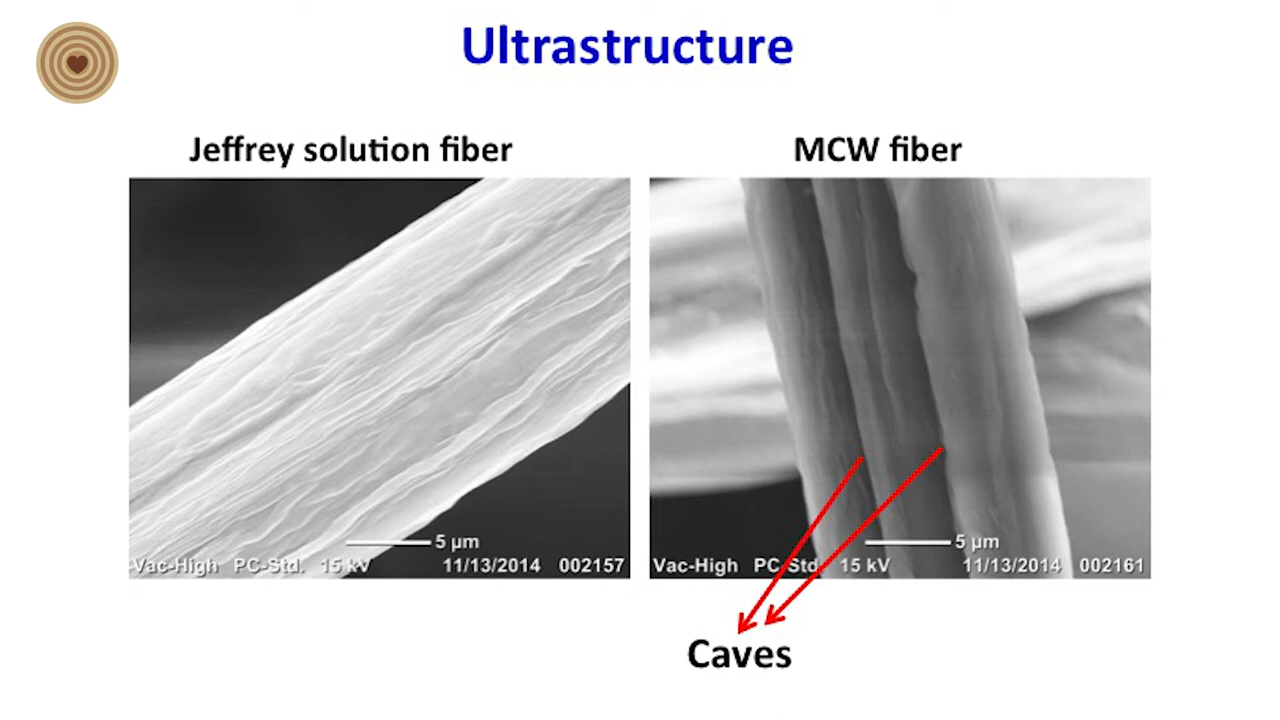 Ultrastructure
Jeffrey solution fiber
MCW fiber
5 µm
Vac-High PC-Std. 15 kV 11/13/2014 002157
5 µm
Vac-High PC-Std. 15 kV 11/13/2014 002161
Caves